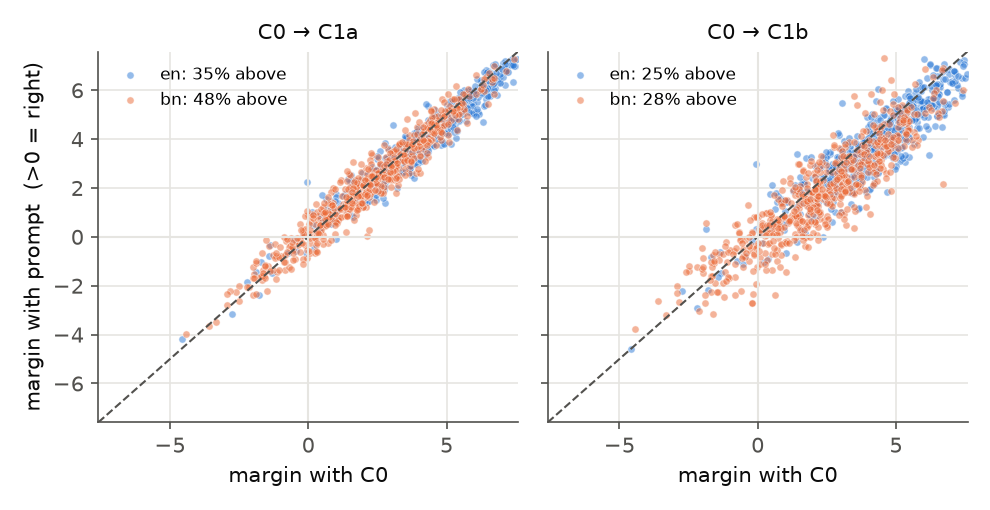 C0 → C1a
C0 → C1b
en: 35% above
bn: 48% above
en: 25% above
bn: 28% above
margin with prompt (>0 = right)
6
4
2
0
−2
−4
−6
−5
0
5
−5
0
5
margin with C0
margin with C0